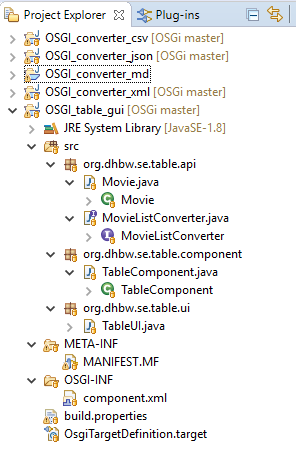 Project Explorer Plug-ins
OSGI_converter_csv [OSGi master]
OSGI_converter_json [OSGi master]
OSGI_converter_md
OSGI_converter_xml [OSGi master]
OSGI_table_gui [OSGi master]
JRE System Library [JavaSE-1.8]
src
org.dhbw.se.table.api
Movie.java
Movie
MovieListConverter.java
MovieListConverter
org.dhbw.se.table.component
TableComponent.java
TableComponent
org.dhbw.se.table.ui
TableUI.java
META-INF
MANIFEST.MF
OSGI-INF
component.xml
build.properties
OsgiTargetDefinition.target